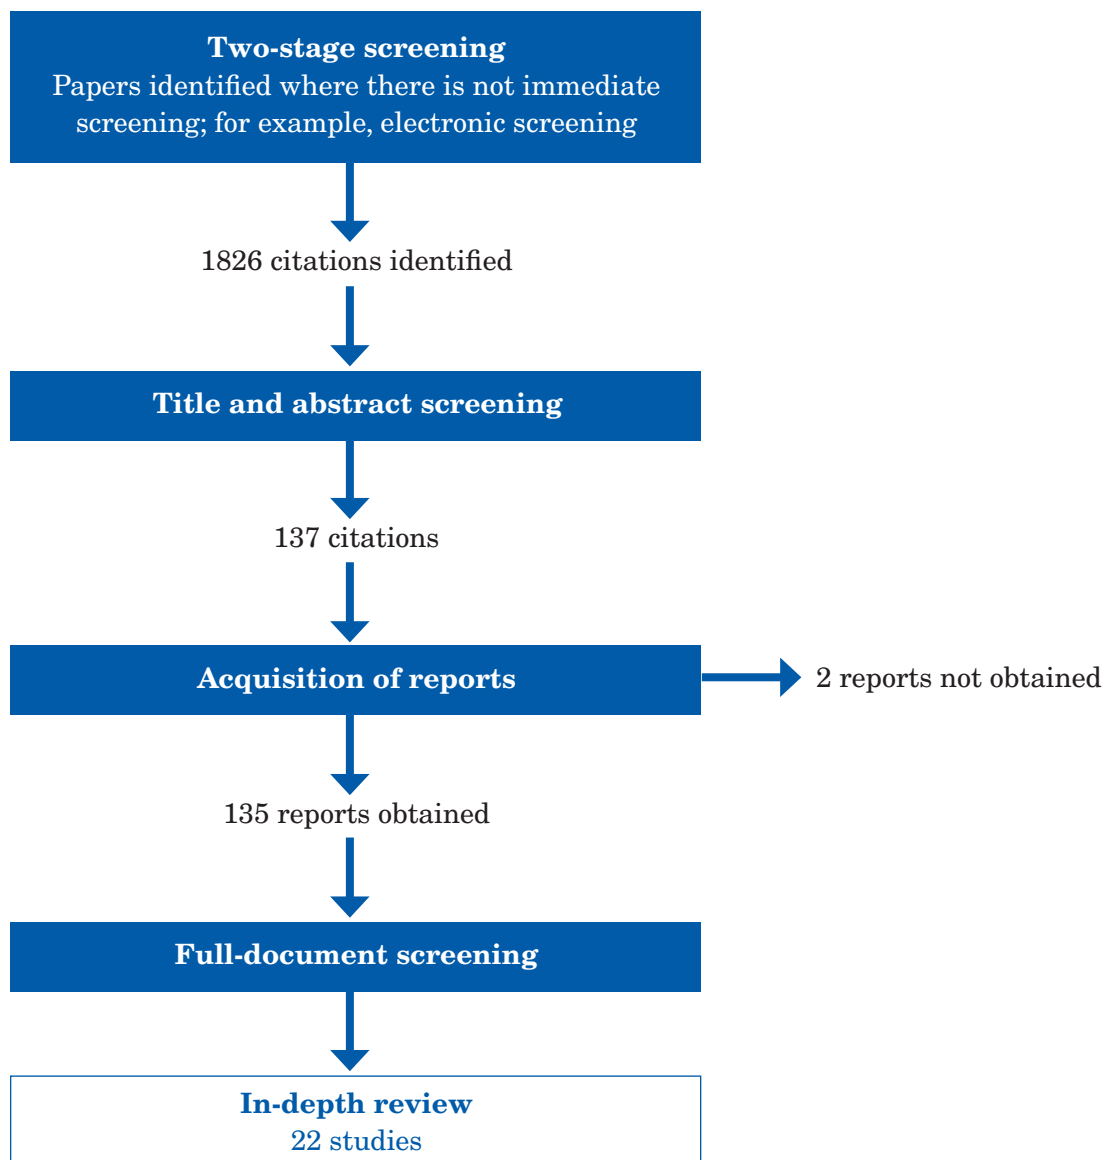 Two-stage screening
Papers identified where there is not immediate
screening; for example, electronic screening
1826 citations identified
Title and abstract screening
137 citations
Acquisition of reports
2 reports not obtained
135 reports obtained
Full-document screening
In-depth review
22 studies